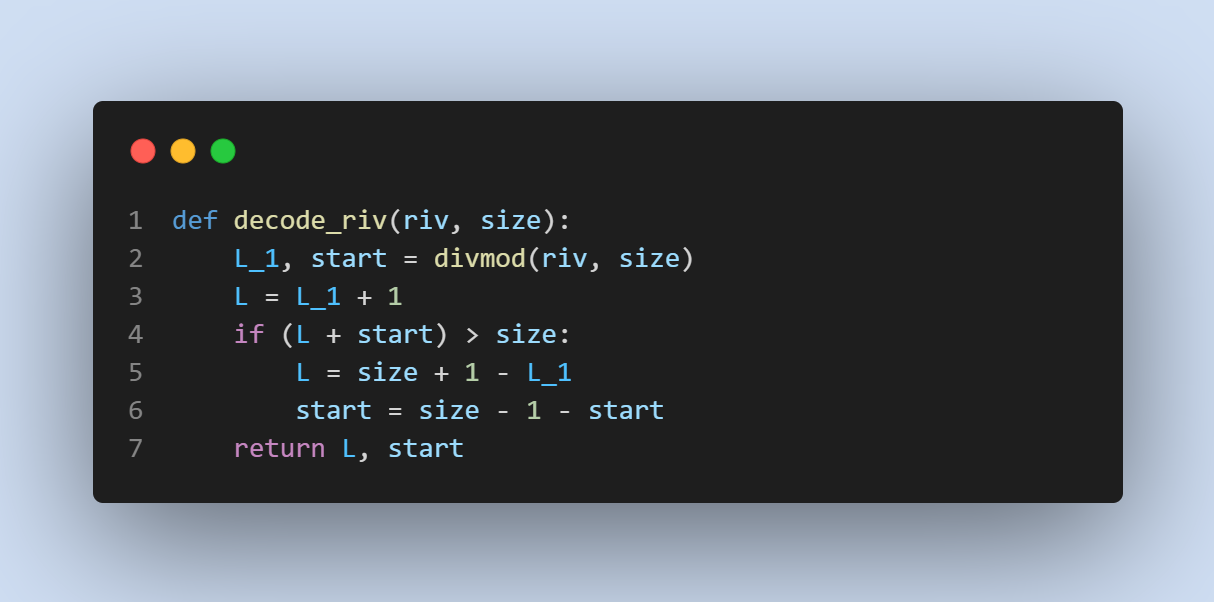 1 def decode_riv(riv, size):
2     L_1, start = divmod(riv, size)
3     L = L_1 + 1
4     if (L + start) > size:
5         L = size + 1 - L_1
6         start = size - 1 - start
7     return L, start